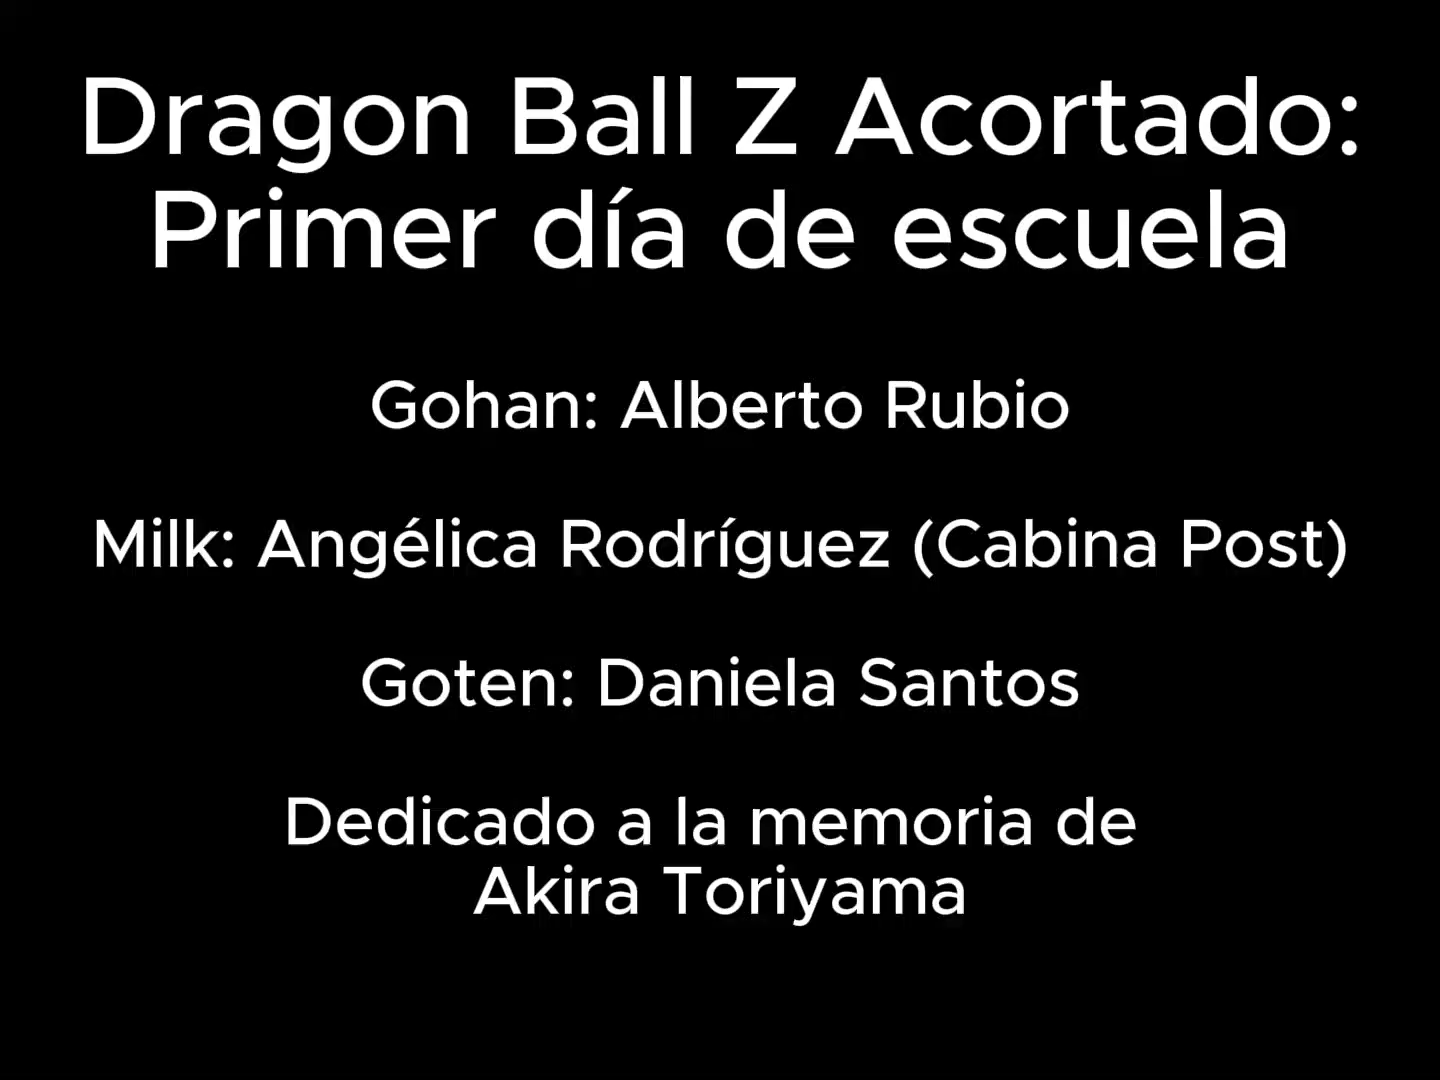 Dragon Ball Z Acortado:
Primer día de escuela
Gohan: Alberto Rubio
Milk: Angélica Rodríguez (Cabina Post)
Goten: Daniela Santos
Dedicado a la memoria de
Akira Toriyama